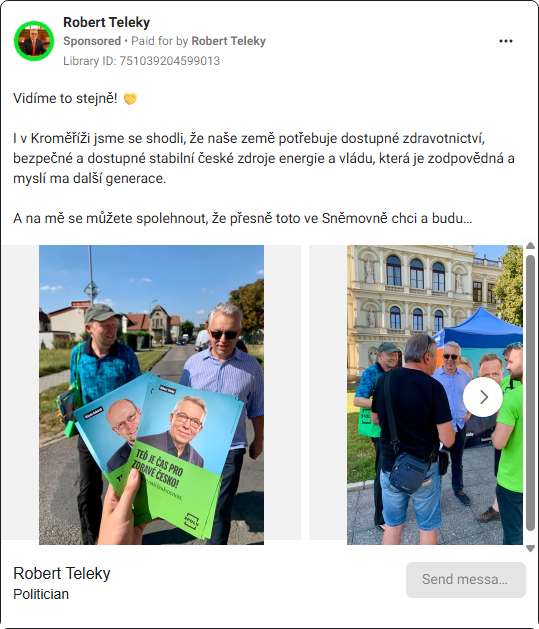 Robert Teleky
Sponsored • Paid for by Robert Teleky
Library ID: 751039204599013
Vidíme to stejně! 🤝
I v Kroměříži jsme se shodli, že naše země potřebuje dostupné zdravotnictví,
bezpečné a dostupné stabilní české zdroje energie a vládu, která je zodpovědná a
myslí ma další generace.
A na mě se můžete spolehnout, že přesně toto ve Sněmovně chci a budu…
TEĎ JE ČAS PRO
ZDRAVÉ ČESKO!
SPOLU
Robert Teleky
Politician
Send messa...